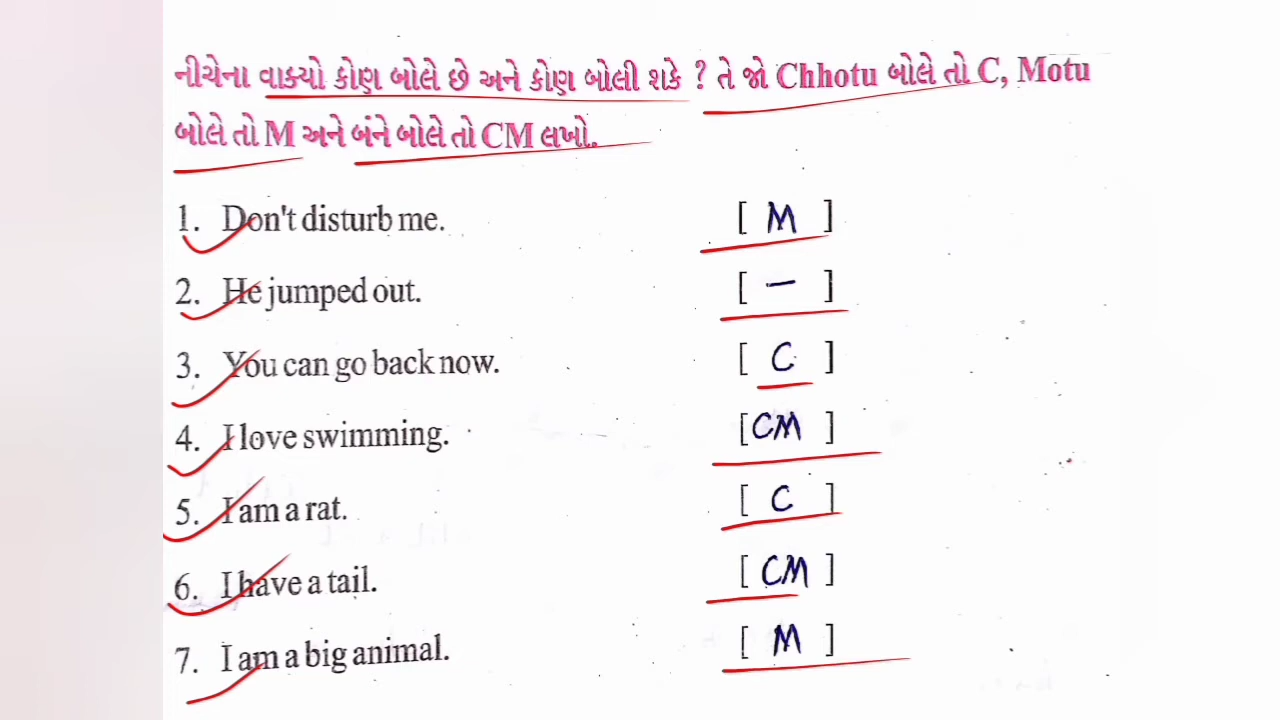 નીચેના વાક્યો કોણ બોલે છે અને કોણ બોલી શકે ? તે જો Chhotu બોલે તો C, Motu
બોલે તો M અને બંને બોલે તો CM લખો.
1. Don't disturb me. [ M ]
2. He jumped out. [ — ]
3. You can go back now. [ C ]
4. I love swimming. [ CM ]
5. I am a rat. [ C ]
6. I have a tail. [ CM ]
7. I am a big animal. [ M ]